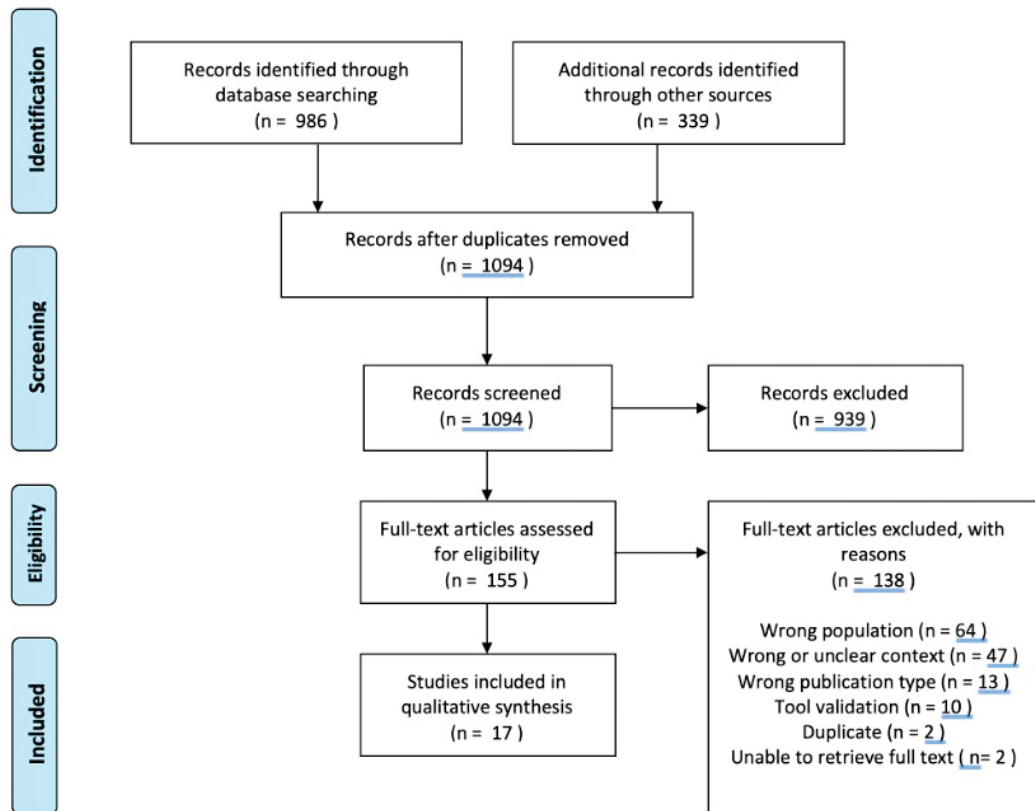 Identification
Records identified through
database searching
(n = 986 )
Additional records identified
through other sources
(n = 339 )
Records after duplicates removed
(n = 1094 )
Screening
Records screened
(n = 1094 )
Records excluded
(n = 939 )
Eligibility
Full-text articles assessed
for eligibility
(n = 155 )
Full-text articles excluded, with
reasons
(n = 138 )
Wrong population (n = 64 )
Wrong or unclear context (n = 47 )
Wrong publication type (n = 13 )
Tool validation (n = 10 )
Duplicate (n = 2 )
Unable to retrieve full text ( n= 2 )
Included
Studies included in
qualitative synthesis
(n = 17 )